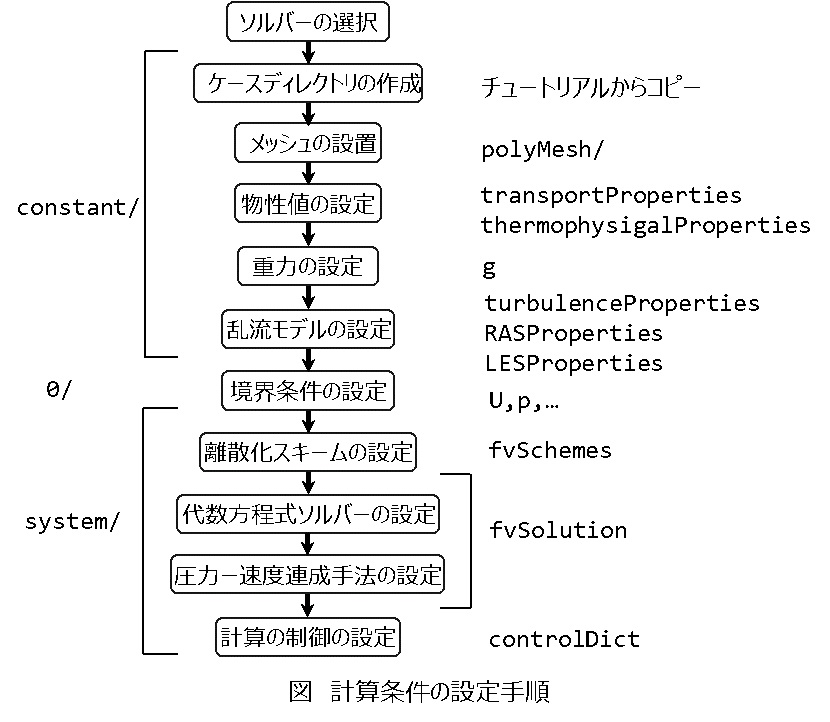 ソルバーの選択
ケースディレクトリの作成
チュートリアルからコピー
メッシュの設置
polyMesh/
constant/
物性値の設定
transportProperties
thermophysigalProperties
重力の設定
g
乱流モデルの設定
turbulenceProperties
RASProperties
LESProperties
0/
境界条件の設定
U,p,…
離散化スキームの設定
fvSchemes
system/
代数方程式ソルバーの設定
fvSolution
圧力－速度連成手法の設定
計算の制御の設定
controlDict
図 計算条件の設定手順